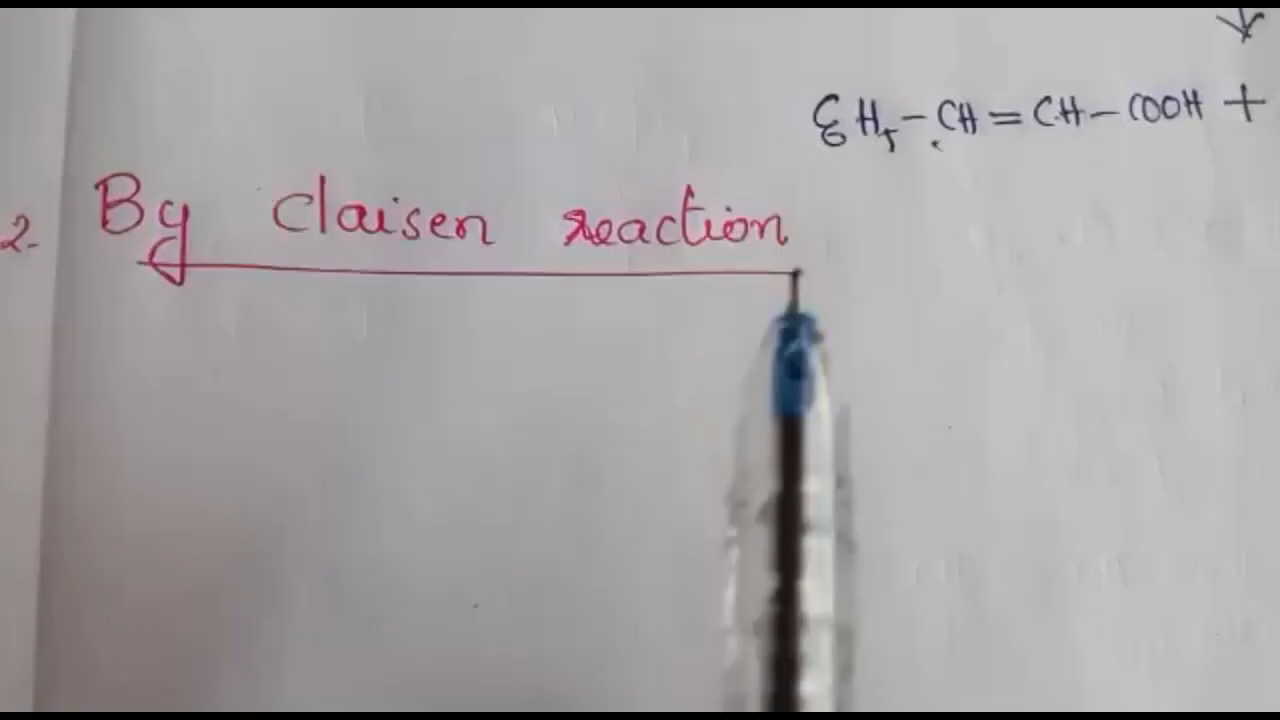 C6H5-CH=CH-COOH +
2. By Claisen reaction